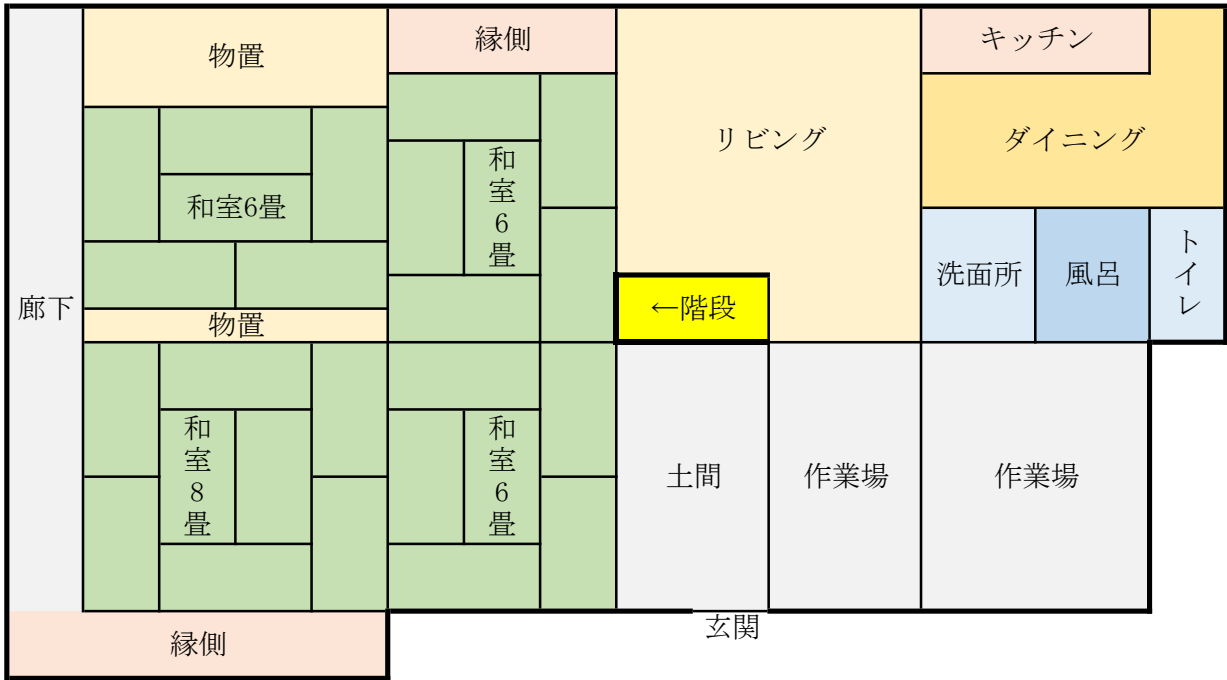 物置
縁側
キッチン
リビング
ダイニング
和室6畳
和室6畳
廊下
物置
←階段
洗面所
風呂
トイレ
和室8畳
和室6畳
土間
作業場
作業場
玄関
縁側